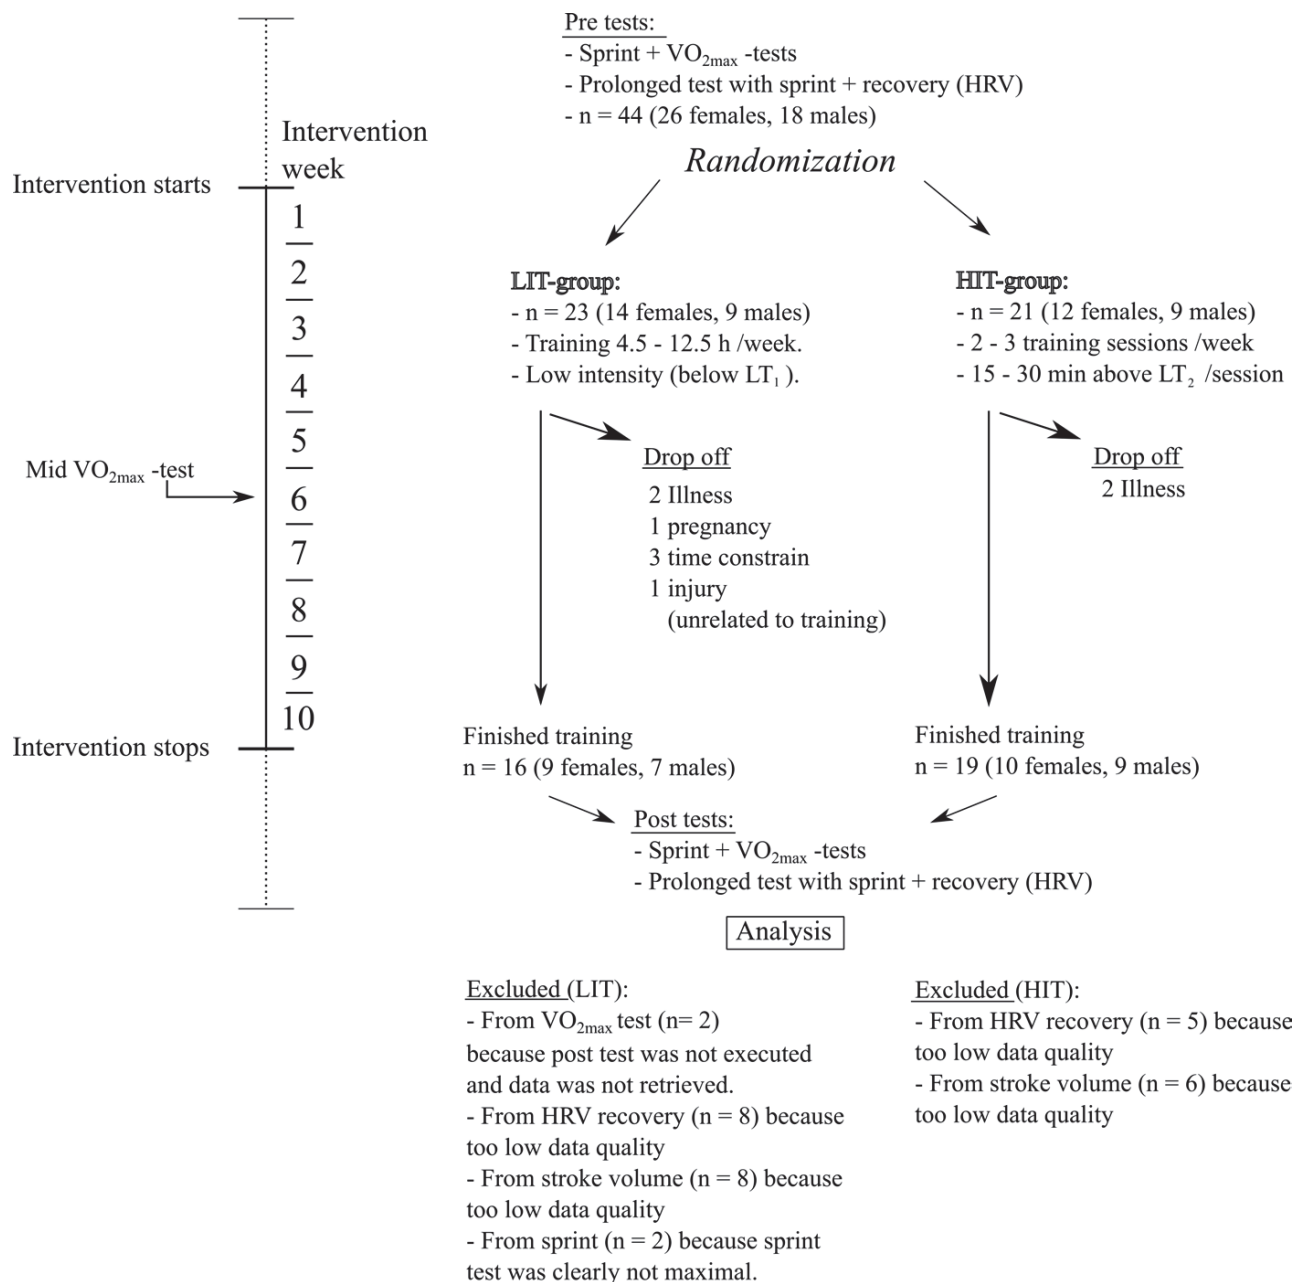 Pre tests:
- Sprint + VO2max -tests
- Prolonged test with sprint + recovery (HRV)
- n = 44 (26 females, 18 males)
Randomization
Intervention
week
Intervention starts
1
2
3
4
5
6
7
8
9
10
Mid VO2max -test
Intervention stops
LIT-group:
- n = 23 (14 females, 9 males)
- Training 4.5 - 12.5 h /week.
- Low intensity (below LT1 ).
Drop off
2 Illness
1 pregnancy
3 time constrain
1 injury
(unrelated to training)
Finished training
n = 16 (9 females, 7 males)
HIT-group:
- n = 21 (12 females, 9 males)
- 2 - 3 training sessions /week
- 15 - 30 min above LT2 /session
Drop off
2 Illness
Finished training
n = 19 (10 females, 9 males)
Post tests:
- Sprint + VO2max -tests
- Prolonged test with sprint + recovery (HRV)
Analysis
Excluded (LIT):
- From VO2max test (n= 2)
because post test was not executed
and data was not retrieved.
- From HRV recovery (n = 8) because
too low data quality
- From stroke volume (n = 8) because
too low data quality
- From sprint (n = 2) because sprint
test was clearly not maximal.
Excluded (HIT):
- From HRV recovery (n = 5) because
too low data quality
- From stroke volume (n = 6) because
too low data quality